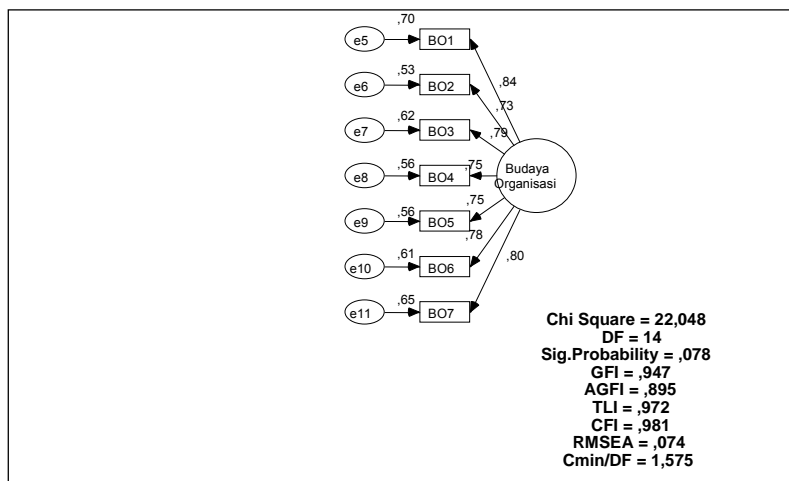 ,70
e5
BO1
,84
,53
e6
BO2
,73
,62
e7
BO3
,79
,56
e8
BO4
,75
Budaya
Organisasi
,56
e9
BO5
,75
,61
e10
BO6
,78
,65
e11
BO7
,80
Chi Square = 22,048
DF = 14
Sig.Probability = ,078
GFI = ,947
AGFI = ,895
TLI = ,972
CFI = ,981
RMSEA = ,074
Cmin/DF = 1,575